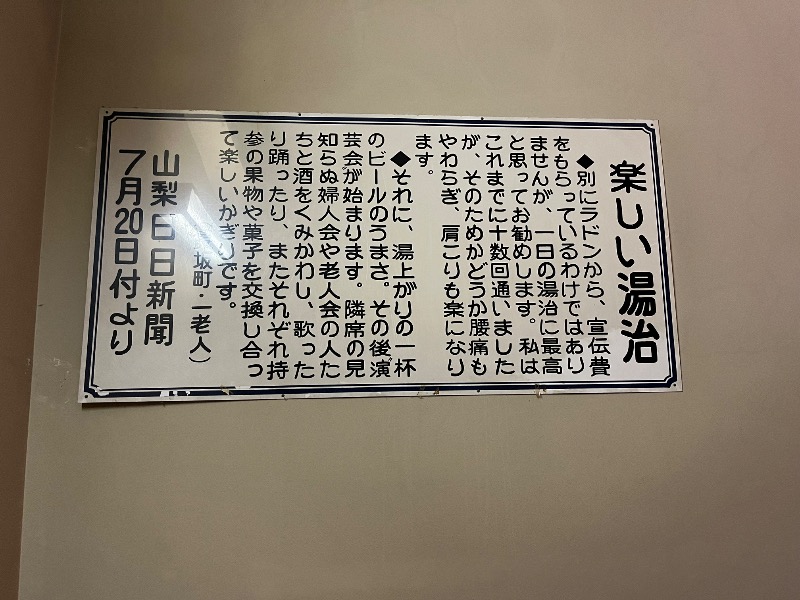 楽しい湯治
◆別にラドンから、宣伝費
をもらっているわけではあり
ませんが、一日の湯治に最高
と思ってお勧めします。私は
これまでに十数回通いました
が、そのためかどうか腰痛も
やわらぎ、肩こりも楽になり
ます。
◆それに、湯上がりの一杯
のビールのうまさ。その後〝演
芸会〟が始まります。隣席の見
知らぬ婦人会や老人会の人た
ちと酒をくみかわし、歌った
り踊ったり、またそれぞれ持
参の果物や菓子を交換し合っ
て楽しいかぎりです。
坂町・一老人)
山梨日日新聞
7月20日付より